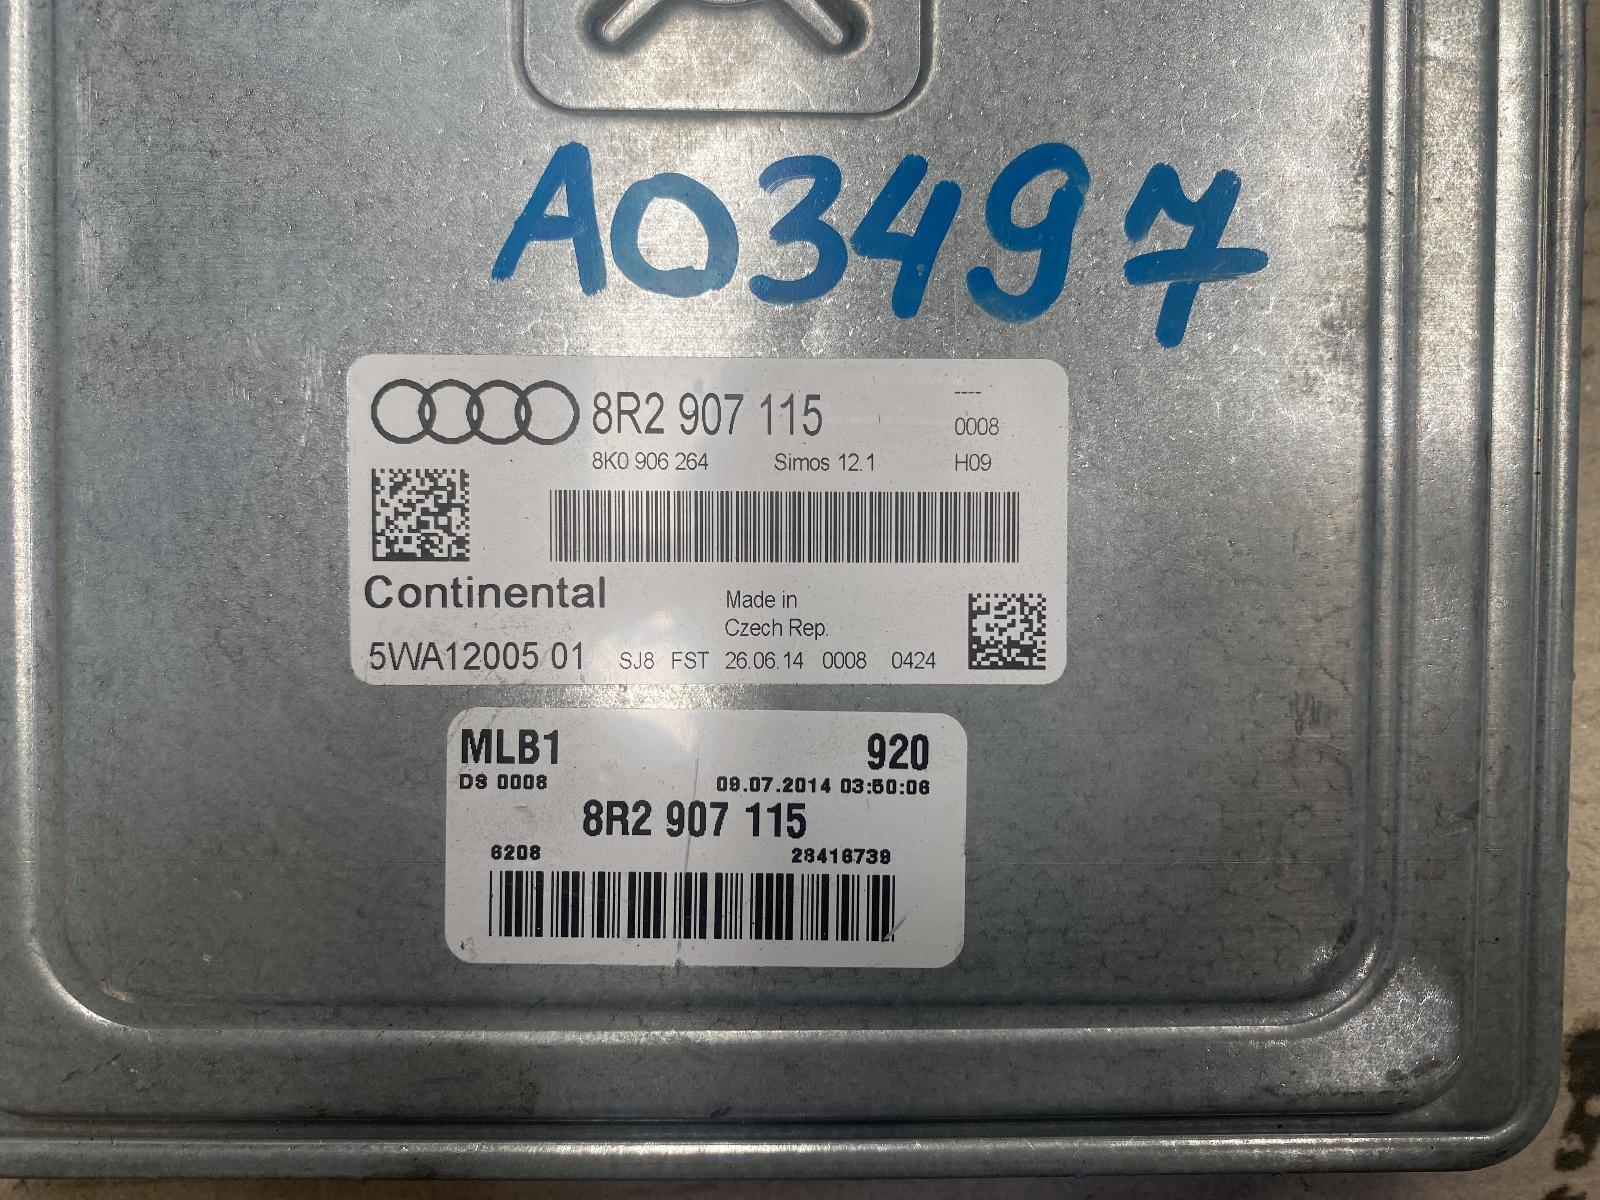 A03497
8R2 907 115
----
0008
8K0 906 264 Simos 12.1 H09
Continental
Made in
Czech Rep.
5WA12005 01 SJ8 FST 26.06.14 0008 0424
MLB1 920
DS 0008 09.07.2014 03:50:06
8R2 907 115
6208 28416739